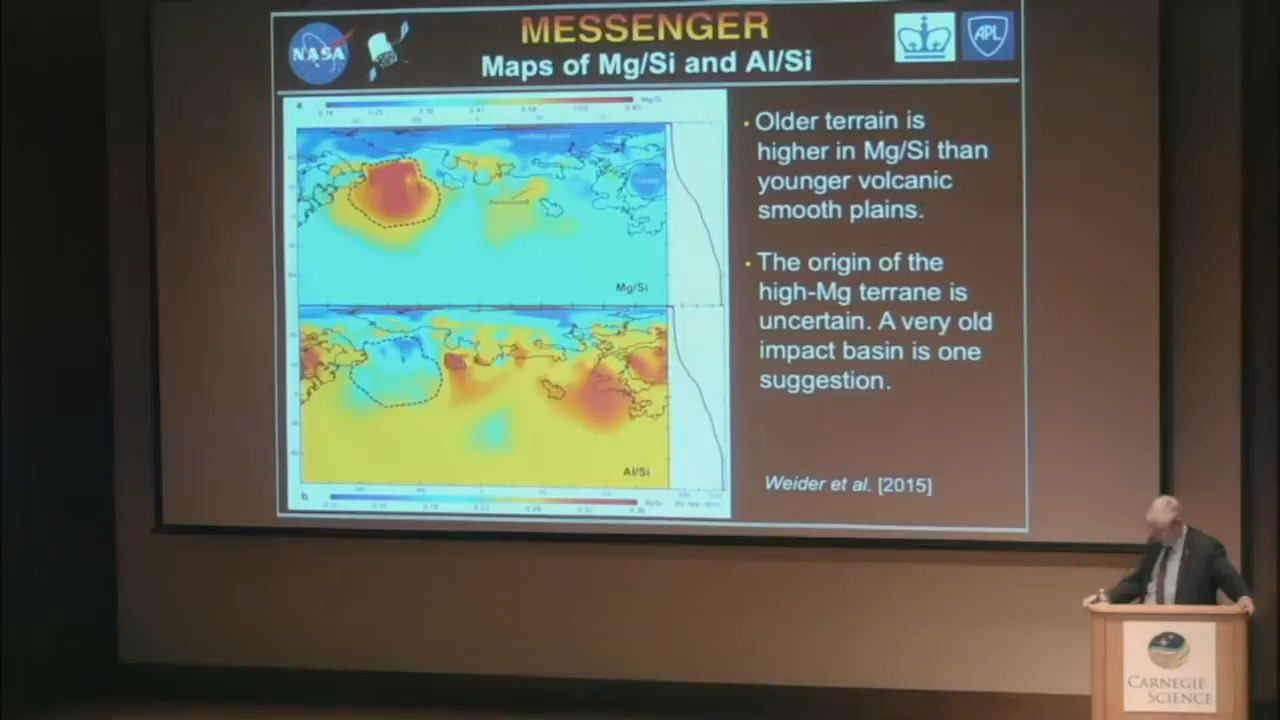 NASA
MESSENGER
Maps of Mg/Si and Al/Si
APL
a
Mg/Si
Mg/Si
Al/Si
b
Older terrain is
higher in Mg/Si than
younger volcanic
smooth plains.
The origin of the
high-Mg terrane is
uncertain. A very old
impact basin is one
suggestion.
Weider et al. [2015]
CARNEGIE
SCIENCE